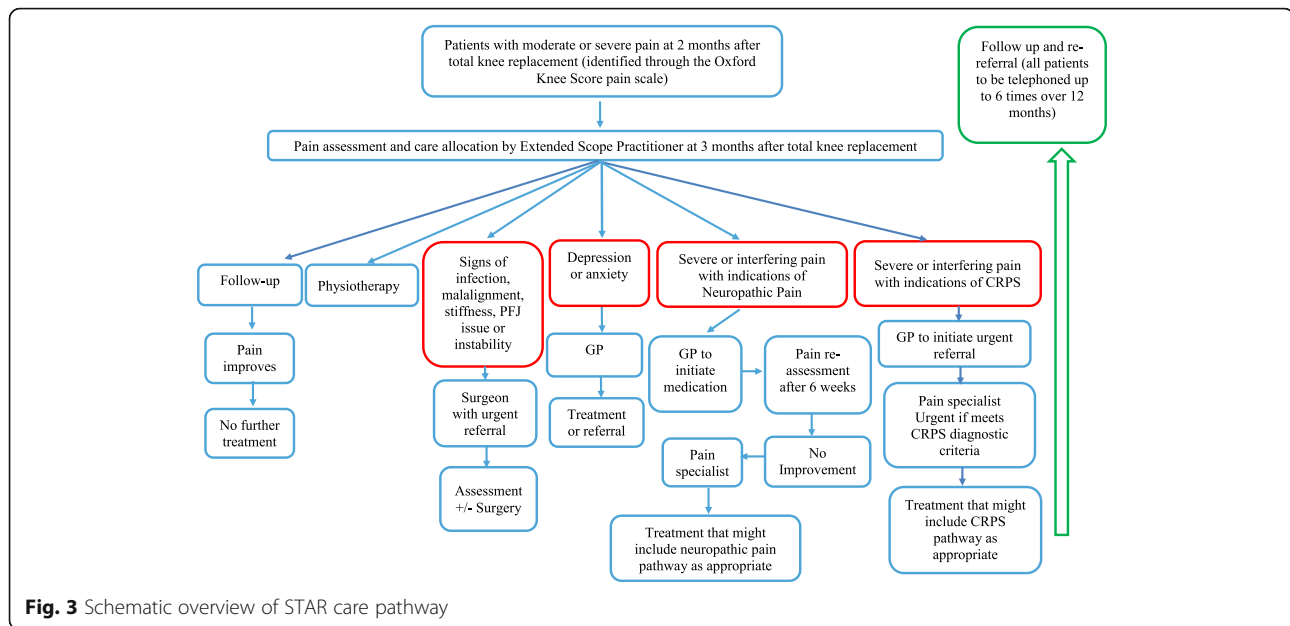 Patients with moderate or severe pain at 2 months after
total knee replacement (identified through the Oxford
Knee Score pain scale)
Follow up and re-
referral (all patients
to be telephoned up
to 6 times over 12
months)
Pain assessment and care allocation by Extended Scope Practitioner at 3 months after total knee replacement
Follow-up
Pain
improves
No further
treatment
Physiotherapy
Signs of
infection,
malalignment,
stiffness, PFJ
issue or
instability
Surgeon
with urgent
referral
Assessment
+/- Surgery
Depression
or anxiety
GP
Treatment
or referral
Severe or interfering pain
with indications of
Neuropathic Pain
GP to
initiate
medication
Pain re-
assessment
after 6 weeks
No
Improvement
Pain
specialist
Treatment that might
include neuropathic pain
pathway as appropriate
Severe or interfering pain
with indications of CRPS
GP to initiate urgent
referral
Pain specialist
Urgent if meets
CRPS diagnostic
criteria
Treatment that might
include CRPS
pathway as
appropriate
Fig. 3 Schematic overview of STAR care pathway